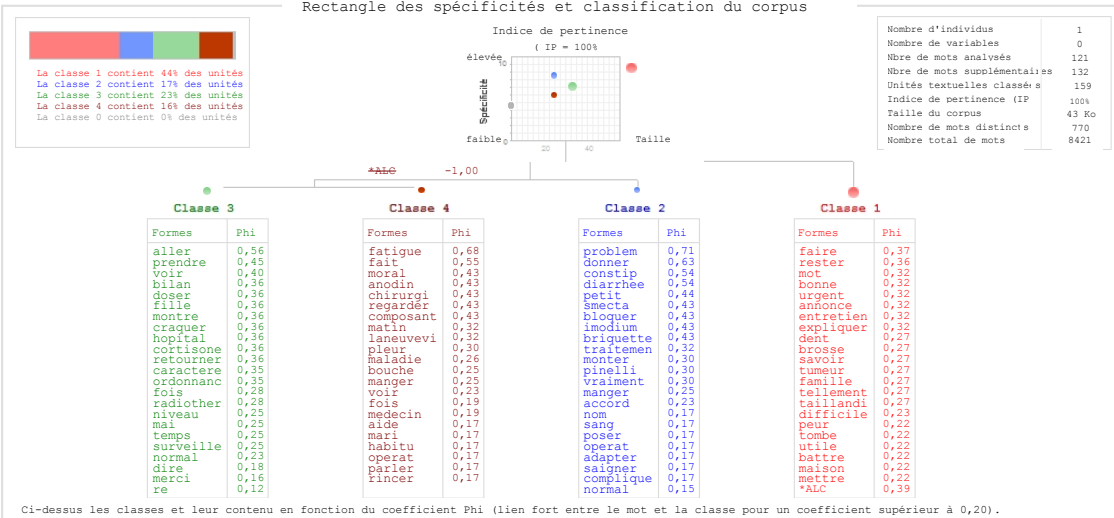 Rectangle des spécificités et classification du corpus
La classe 1 contient 44% des unités
La classe 2 contient 17% des unités
La classe 3 contient 23% des unités
La classe 4 contient 16% des unités
La classe 0 contient 0% des unités
Indice de pertinence
( IP = 100%
élevée
10
Spécificité
faible
0
20 40
Taille
Nombre d'individus 1
Nombre de variables 0
Nbre de mots analysés 121
Nbre de mots supplémentaires 132
Unités textuelles classées 159
Indice de pertinence (IP 100%
Taille du corpus 43 Ko
Nombre de mots distincts 770
Nombre total de mots 8421
*ALC -1,00
Classe 3
Formes Phi
aller 0,56
prendre 0,45
voir 0,40
bilan 0,36
doser 0,36
fille 0,36
montre 0,36
craquer 0,36
hopital 0,36
cortisone 0,36
retourner 0,36
caractere 0,35
ordonnanc 0,35
fois 0,28
radiother 0,28
niveau 0,25
mai 0,25
temps 0,25
surveille 0,25
normal 0,23
dire 0,18
merci 0,16
re 0,12
Classe 4
Formes Phi
fatigue 0,68
fait 0,55
moral 0,43
anodin 0,43
chirurgi 0,43
regarder 0,43
composant 0,43
matin 0,32
laneuvevi 0,32
pleur 0,30
maladie 0,26
bouche 0,25
manger 0,25
voir 0,23
fois 0,19
medecin 0,19
aide 0,17
mari 0,17
habitu 0,17
operat 0,17
parler 0,17
rincer 0,17
Classe 2
Formes Phi
problem 0,71
donner 0,63
constip 0,54
diarrhee 0,54
petit 0,44
smecta 0,43
bloquer 0,43
imodium 0,43
briquette 0,43
traitemen 0,32
monter 0,30
pinelli 0,30
vraiment 0,30
manger 0,25
accord 0,23
nom 0,17
sang 0,17
poser 0,17
operat 0,17
adapter 0,17
saigner 0,17
complique 0,17
normal 0,15
Classe 1
Formes Phi
faire 0,37
rester 0,36
mot 0,32
bonne 0,32
urgent 0,32
annonce 0,32
entretien 0,32
expliquer 0,32
dent 0,27
brosse 0,27
savoir 0,27
tumeur 0,27
famille 0,27
tellement 0,27
taillandi 0,27
difficile 0,23
peur 0,22
tombe 0,22
utile 0,22
battre 0,22
maison 0,22
mettre 0,22
*ALC 0,39
Ci-dessus les classes et leur contenu en fonction du coefficient Phi (lien fort entre le mot et la classe pour un coefficient supérieur à 0,20).